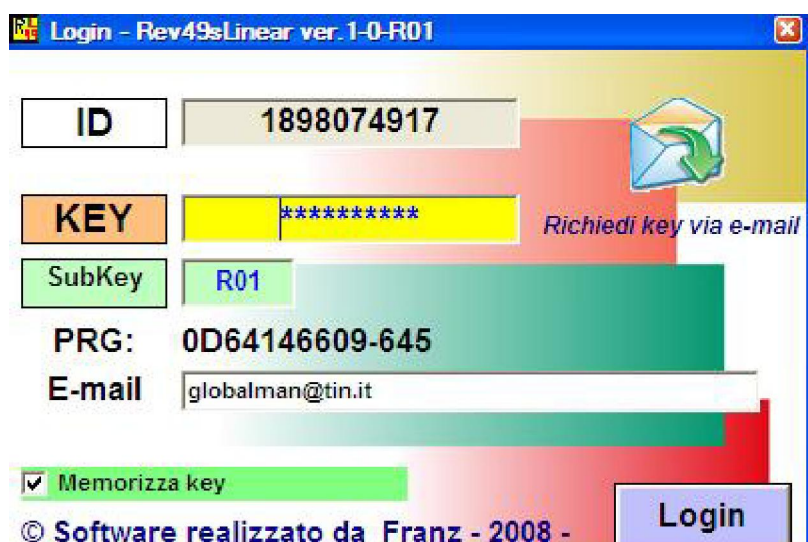 Login - Rev49sLinear ver.1-0-R01
ID 1898074917
KEY **********
Richiedi key via e-mail
SubKey R01
PRG: 0D64146609-645
E-mail globalman@tin.it
Memorizza key
© Software realizzato da Franz - 2008 -
Login